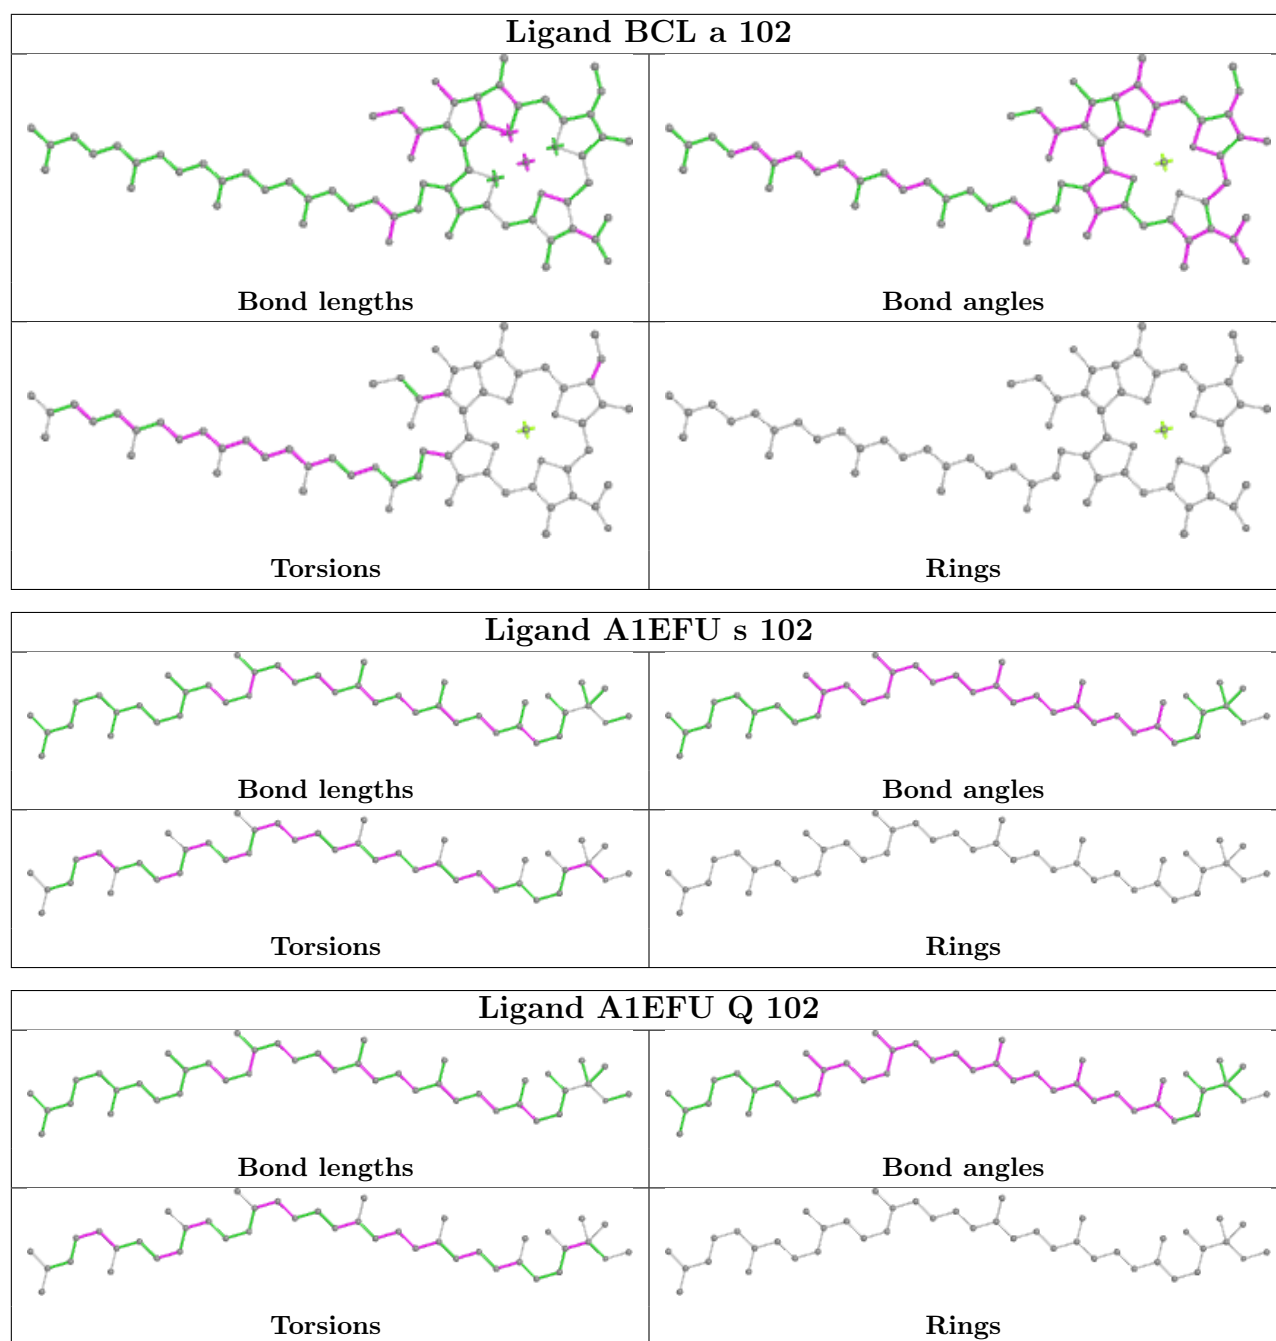 Ligand BCL a 102
Bond lengths
Bond angles
Torsions
Rings
Ligand A1EFU s 102
Bond lengths
Bond angles
Torsions
Rings
Ligand A1EFU Q 102
Bond lengths
Bond angles
Torsions
Rings